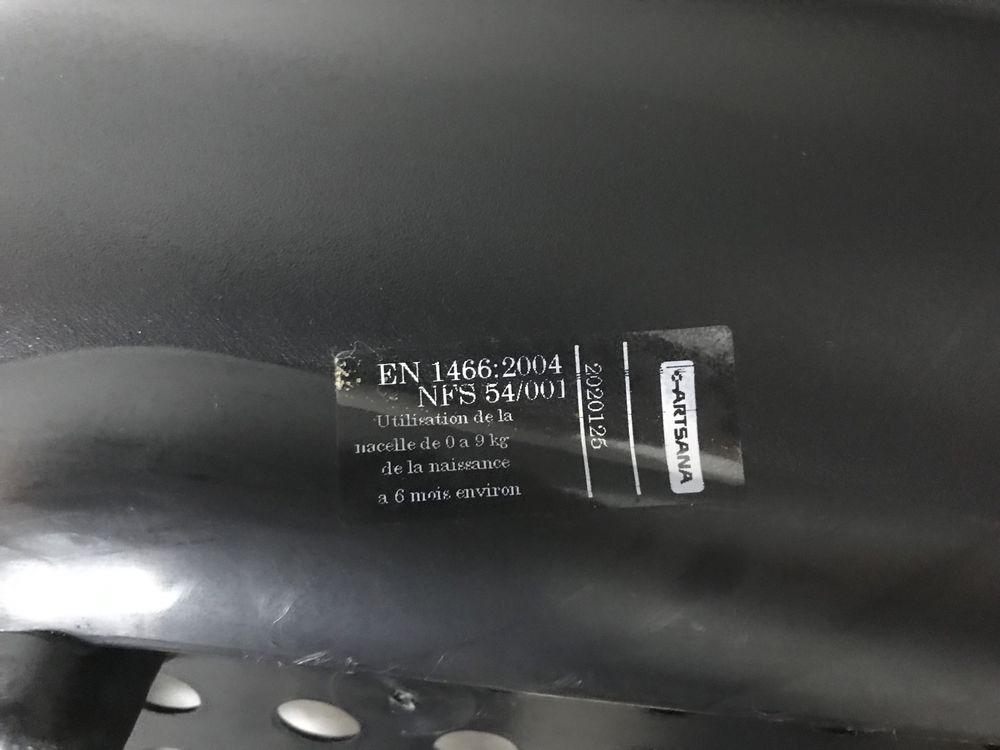 EN 1466:2004
NFS 54/001
Utilisation de la
nacelle de 0 a 9 kg
de la naissance
a 6 mois environ
2020125
ARTSANA